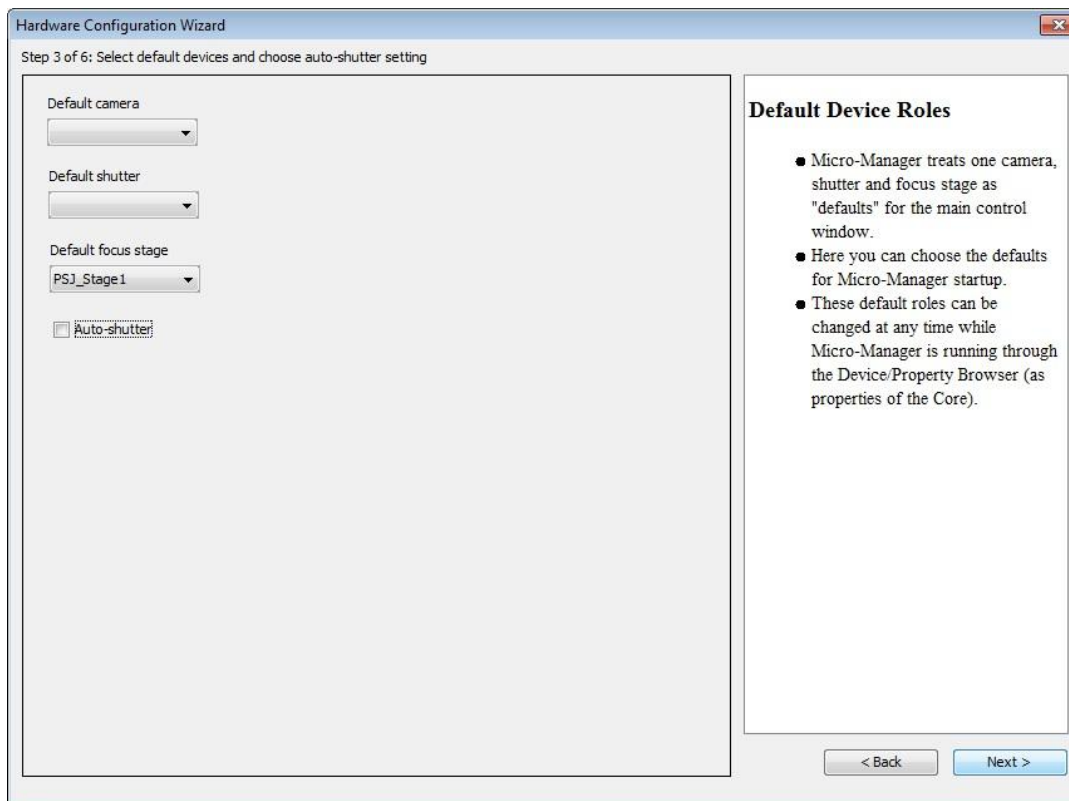 Hardware Configuration Wizard
Step 3 of 6: Select default devices and choose auto-shutter setting
Default camera
Default shutter
Default focus stage
PSJ_Stage1
Auto-shutter
Default Device Roles
Micro-Manager treats one camera,
shutter and focus stage as
"defaults" for the main control
window.
Here you can choose the defaults
for Micro-Manager startup.
These default roles can be
changed at any time while
Micro-Manager is running through
the Device/Property Browser (as
properties of the Core).
< Back
Next >